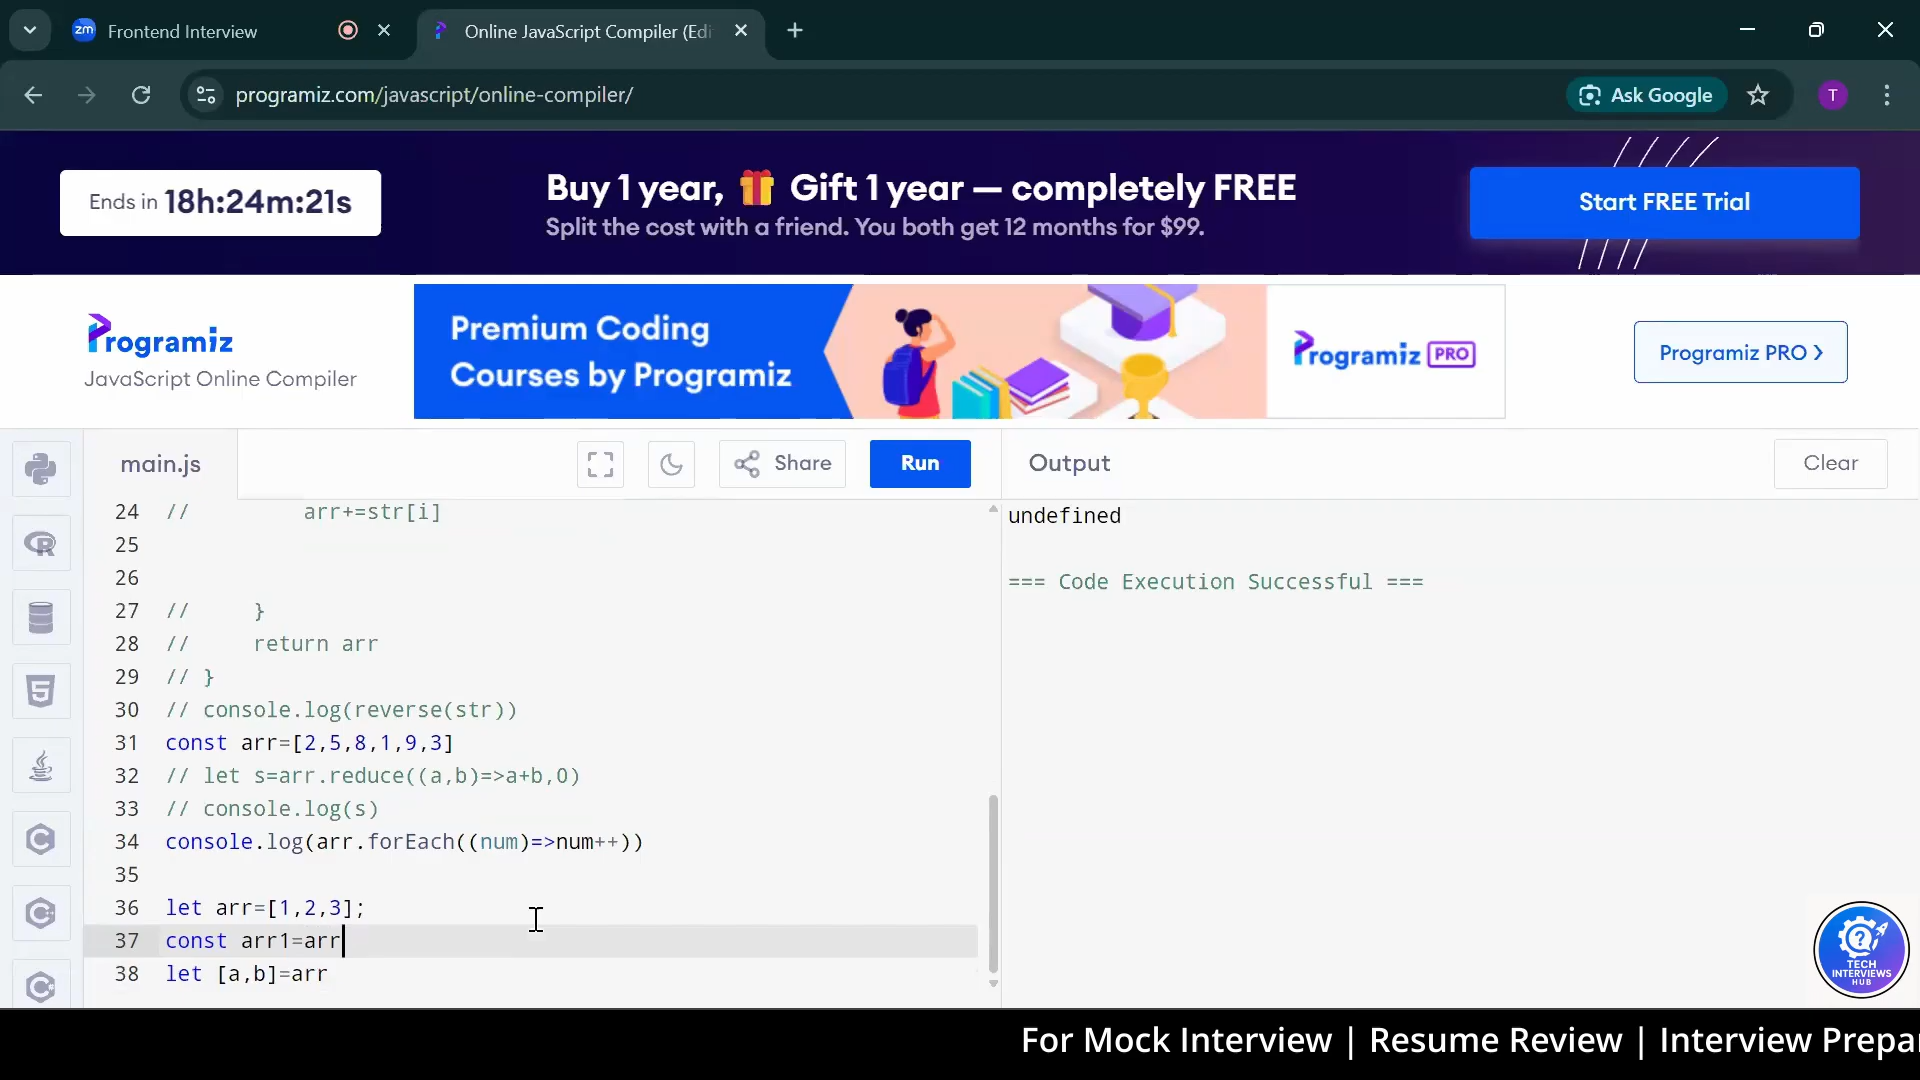 zm Frontend Interview
Online JavaScript Compiler (Edi
programiz.com/javascript/online-compiler/
Ask Google
T
Ends in 18h:24m:21s
Buy 1 year, 🎁 Gift 1 year — completely FREE
Split the cost with a friend. You both get 12 months for $99.
Start FREE Trial
Programiz
JavaScript Online Compiler
Premium Coding
Courses by Programiz
Programiz PRO
Programiz PRO ❯
main.js
Share
Run
Output
Clear
24 // arr+=str[i]
25
26
27 // }
28 // return arr
29 // }
30 // console.log(reverse(str))
31 const arr=[2,5,8,1,9,3]
32 // let s=arr.reduce((a,b)=>a+b,0)
33 // console.log(s)
34 console.log(arr.forEach((num)=>num++))
35
36 let arr=[1,2,3];
37 const arr1=arr
38 let [a,b]=arr
undefined
=== Code Execution Successful ===
TECH
INTERVIEWS
HUB
For Mock Interview | Resume Review | Interview Prepa